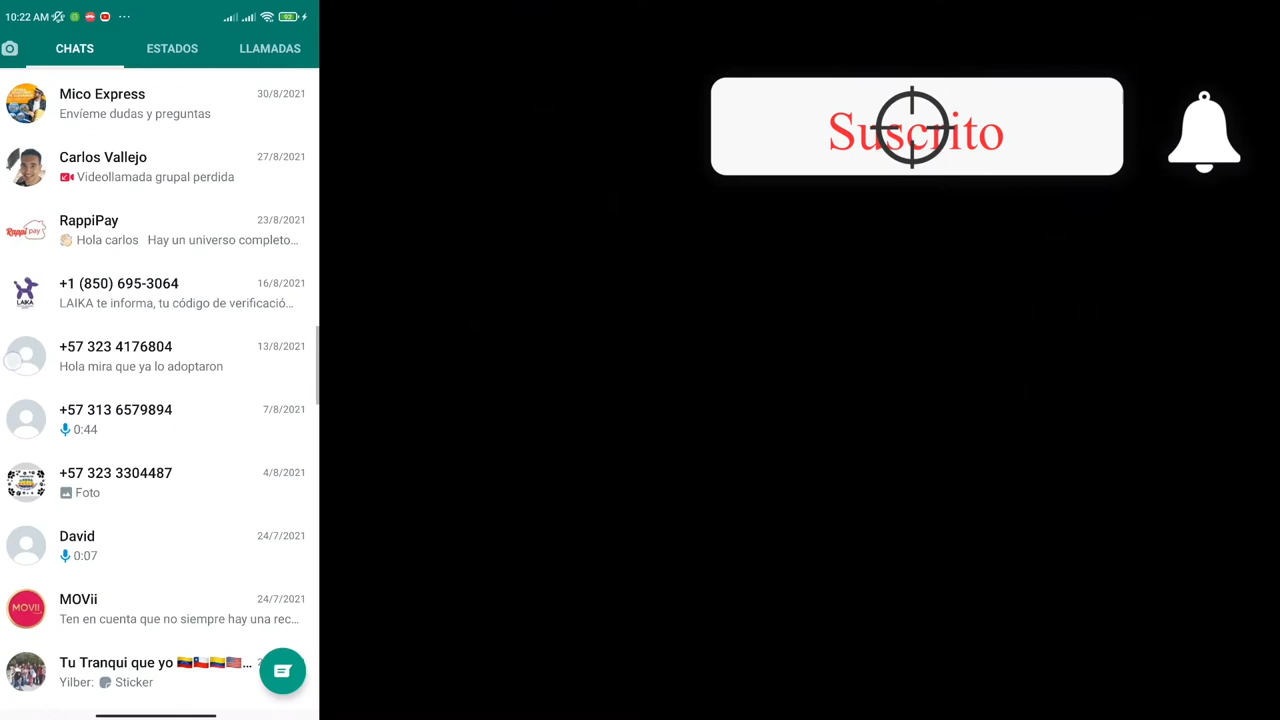 10:22 AM
92
CHATS
ESTADOS
LLAMADAS
Mico Express
30/8/2021
Envíeme dudas y preguntas
Carlos Vallejo
27/8/2021
Videollamada grupal perdida
RappiPay
23/8/2021
👋🏻 Hola carlos Hay un universo completo...
+1 (850) 695-3064
16/8/2021
LAIKA te informa, tu código de verificació...
+57 323 4176804
13/8/2021
Hola mira que ya lo adoptaron
+57 313 6579894
7/8/2021
0:44
+57 323 3304487
4/8/2021
Foto
David
24/7/2021
0:07
MOVii
24/7/2021
Ten en cuenta que no siempre hay una rec...
Tu Tranqui que yo 🇻🇪🇨🇱🇨🇴🇺🇸...
Yilber: Sticker
Rappi pay
LAIKA
MOVII
Suscrito